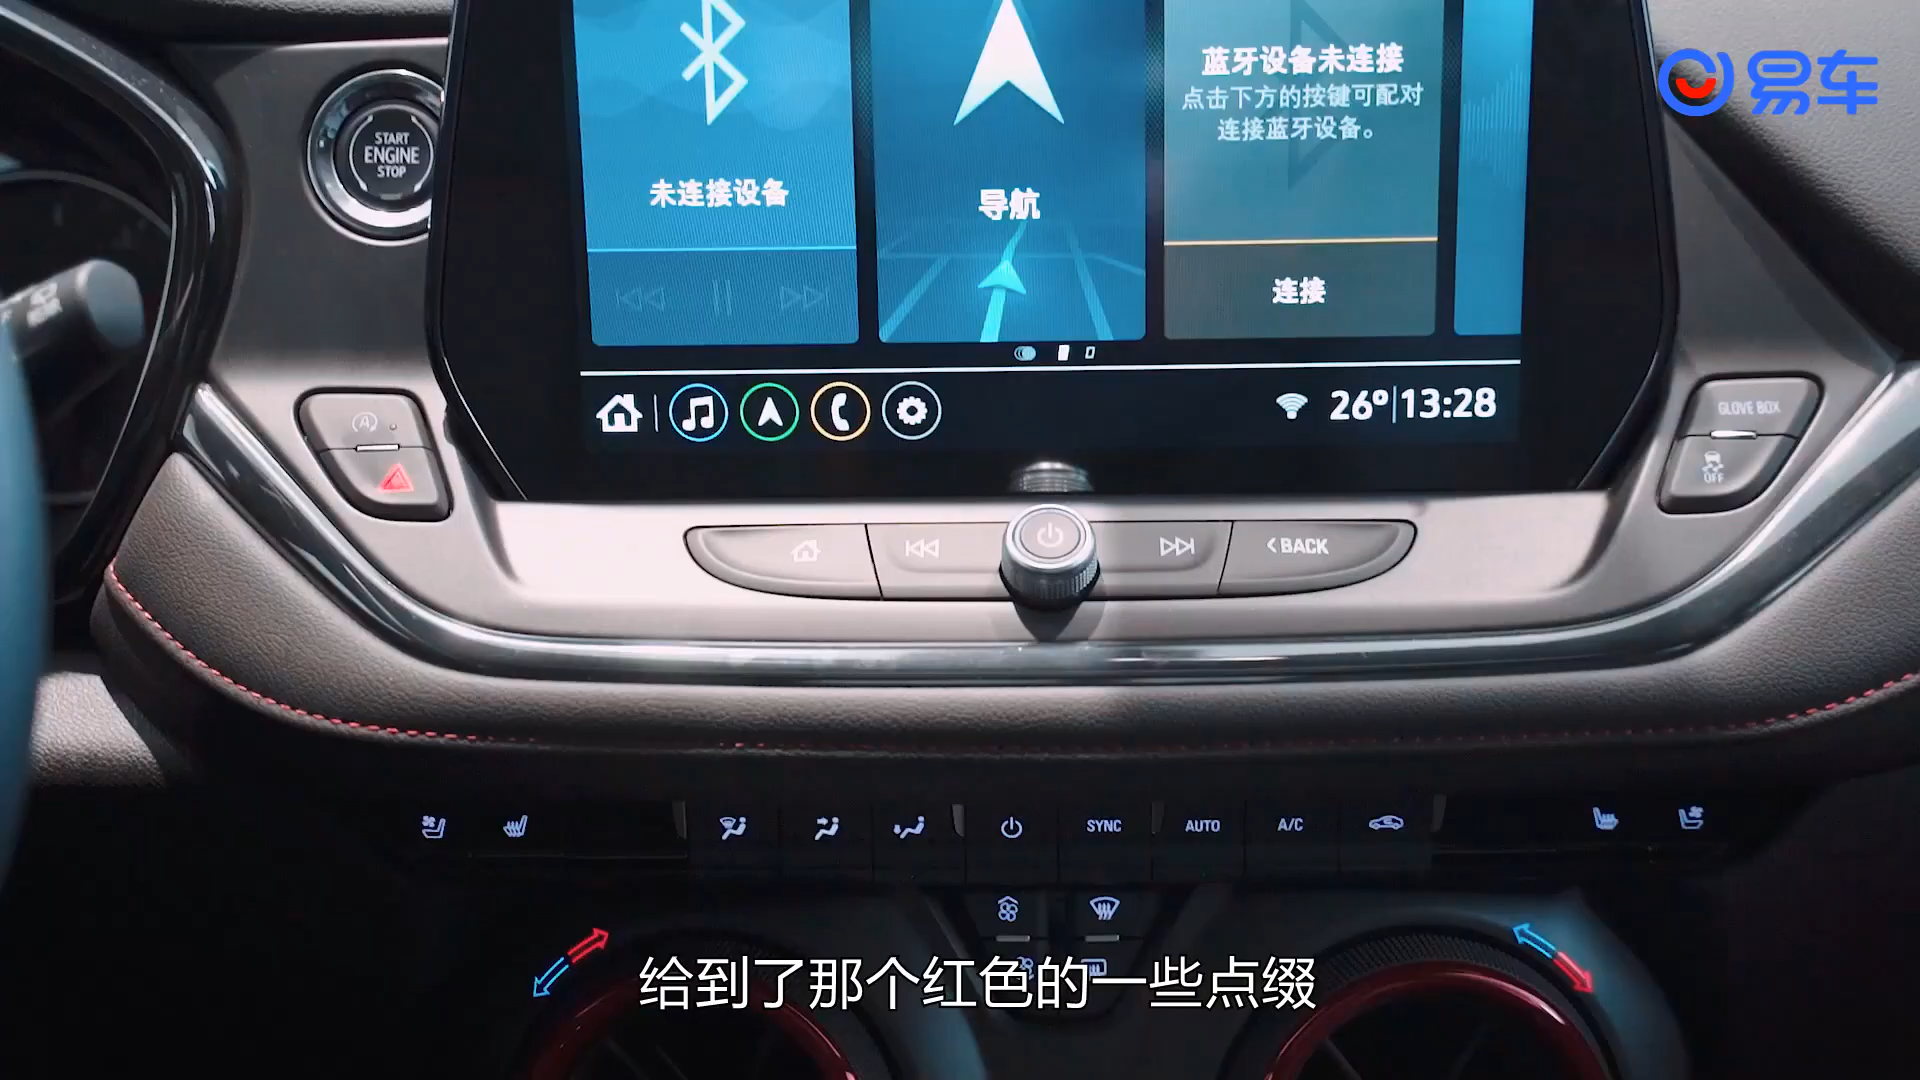 易车
START
ENGINE
STOP
蓝牙设备未连接
点击下方的按键可配对
连接蓝牙设备。
未连接设备
导航
连接
26°
13:28
A
GLOVE BOX
OFF
<BACK
SYNC
AUTO
A/C
给到了那个红色的一些点缀